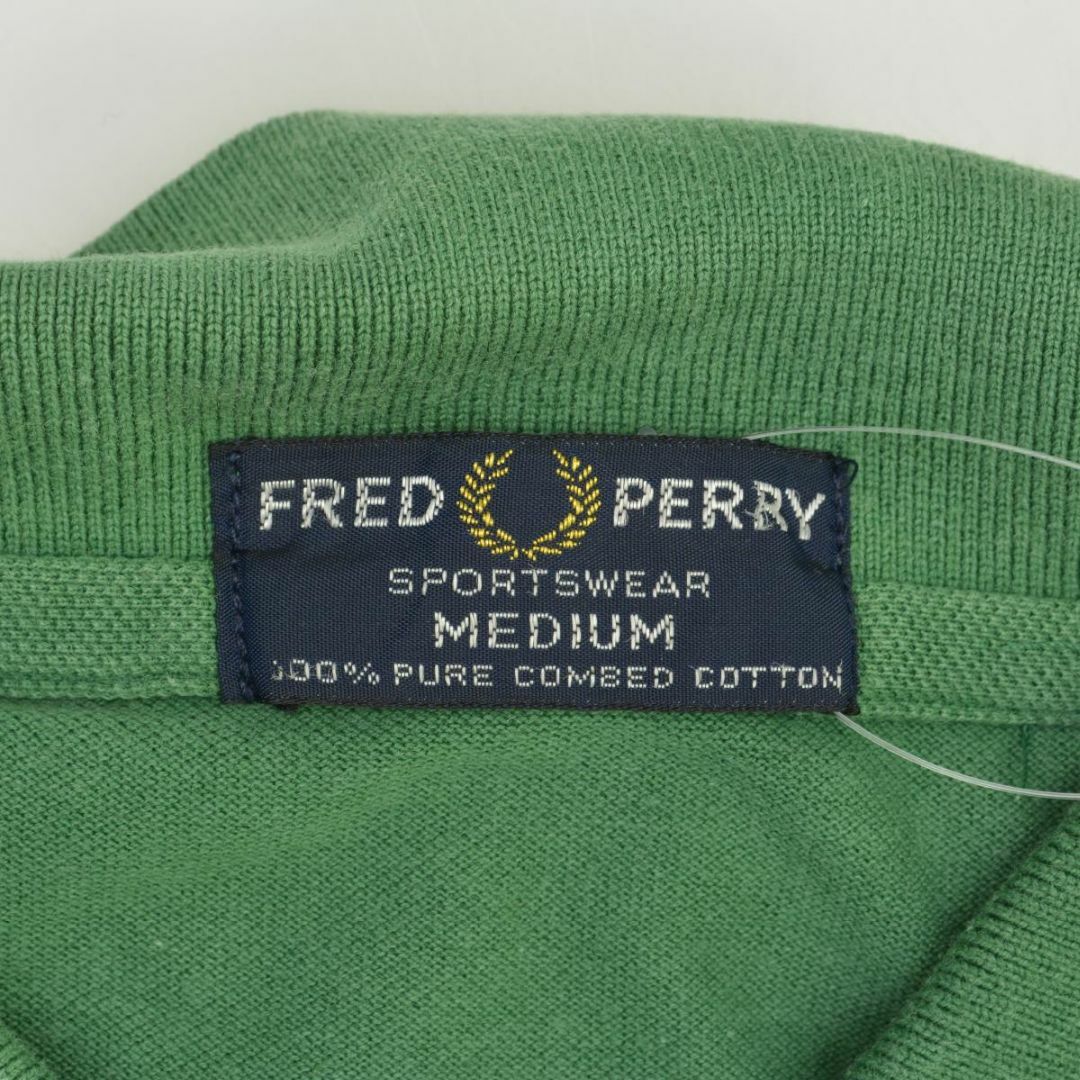 FRED PERRY
SPORTSWEAR
MEDIUM
100% PURE COMBED COTTON